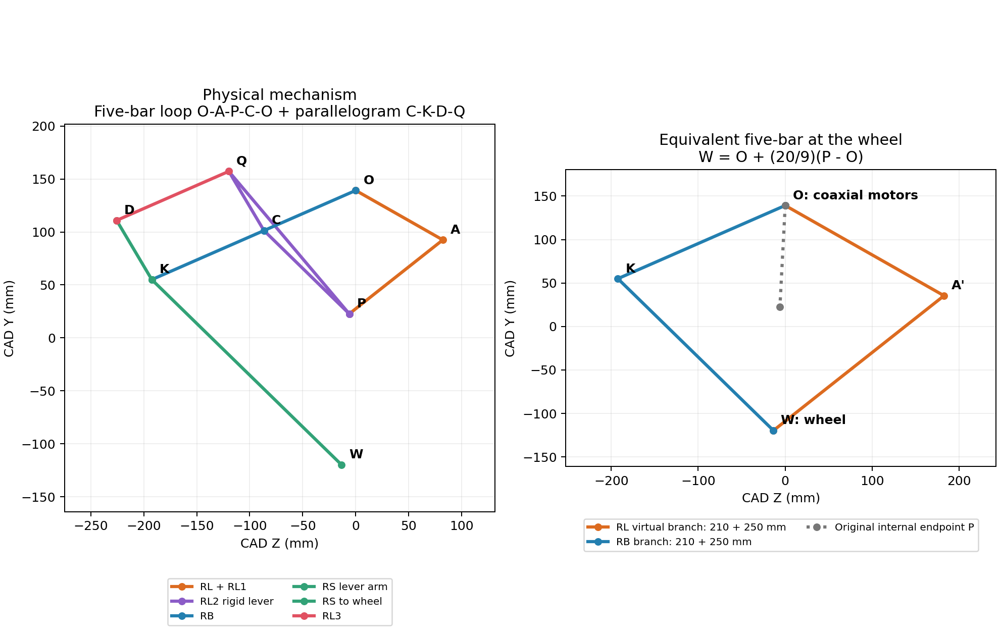 Physical mechanism
Five-bar loop O-A-P-C-O + parallelogram C-K-D-Q
200
150
100
50
0
−50
−100
−150
CAD Y (mm)
Q
O
D
C
A
K
P
W
−250
−200
−150
−100
−50
0
50
100
CAD Z (mm)
RL + RL1
RL2 rigid lever
RB
RS lever arm
RS to wheel
RL3
Equivalent five-bar at the wheel
W = O + (20/9)(P - O)
150
100
50
0
−50
−100
−150
CAD Y (mm)
O: coaxial motors
K
A'
W: wheel
−200
−100
0
100
200
CAD Z (mm)
RL virtual branch: 210 + 250 mm
RB branch: 210 + 250 mm
Original internal endpoint P